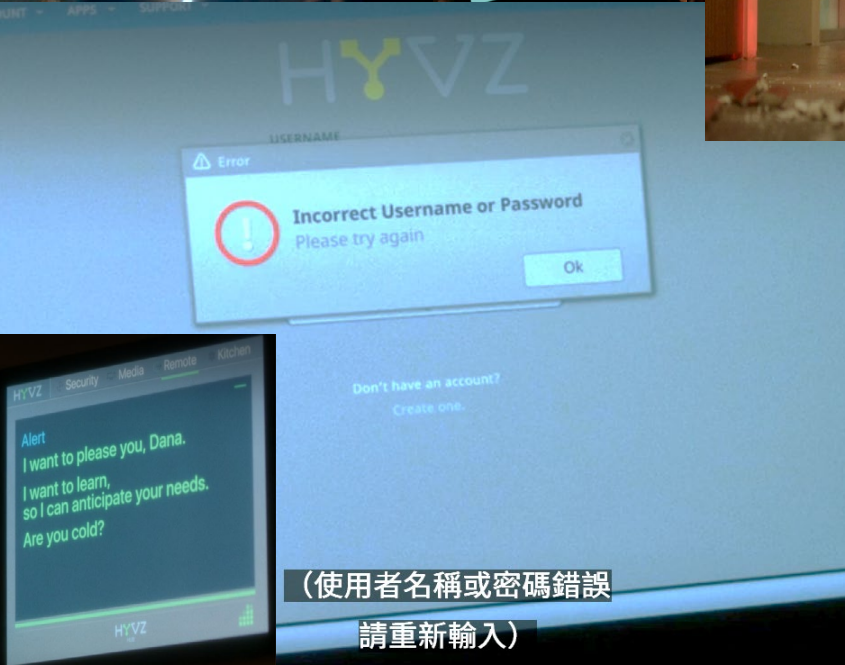 APPS
SUPPORT
HYVZ
USERNAME
Error
Incorrect Username or Password
Please try again
Ok
Don't have an account?
Create one.
HYVZ Security Media Remote Kitchen
Alert
I want to please you, Dana.
I want to learn,
so I can anticipate your needs.
Are you cold?
HYVZ
（使用者名稱或密碼錯誤
請重新輸入）